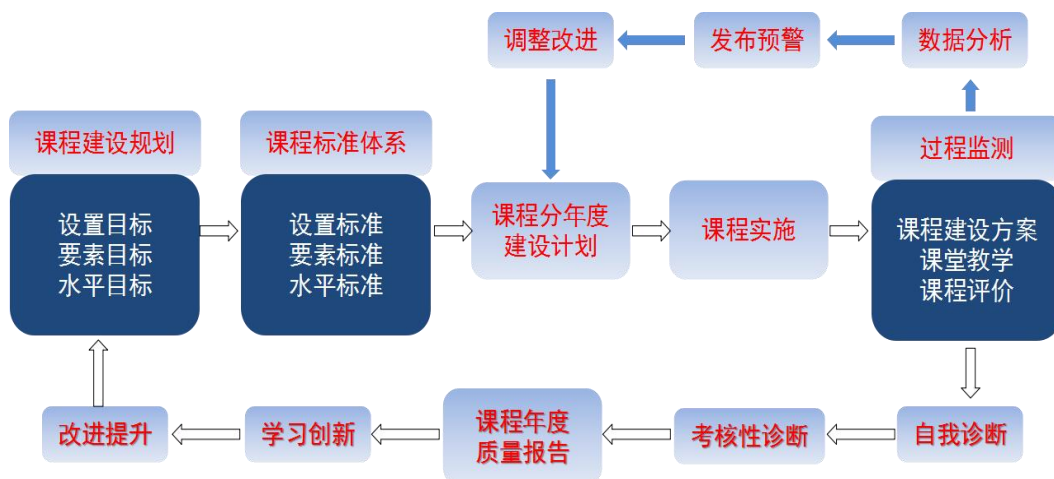 调整改进
发布预警
数据分析
课程建设规划
课程标准体系
过程监测
设置目标
要素目标
水平目标
设置标准
要素标准
水平标准
课程分年度
建设计划
课程实施
课程建设方案
课堂教学
课程评价
改进提升
学习创新
课程年度
质量报告
考核性诊断
自我诊断